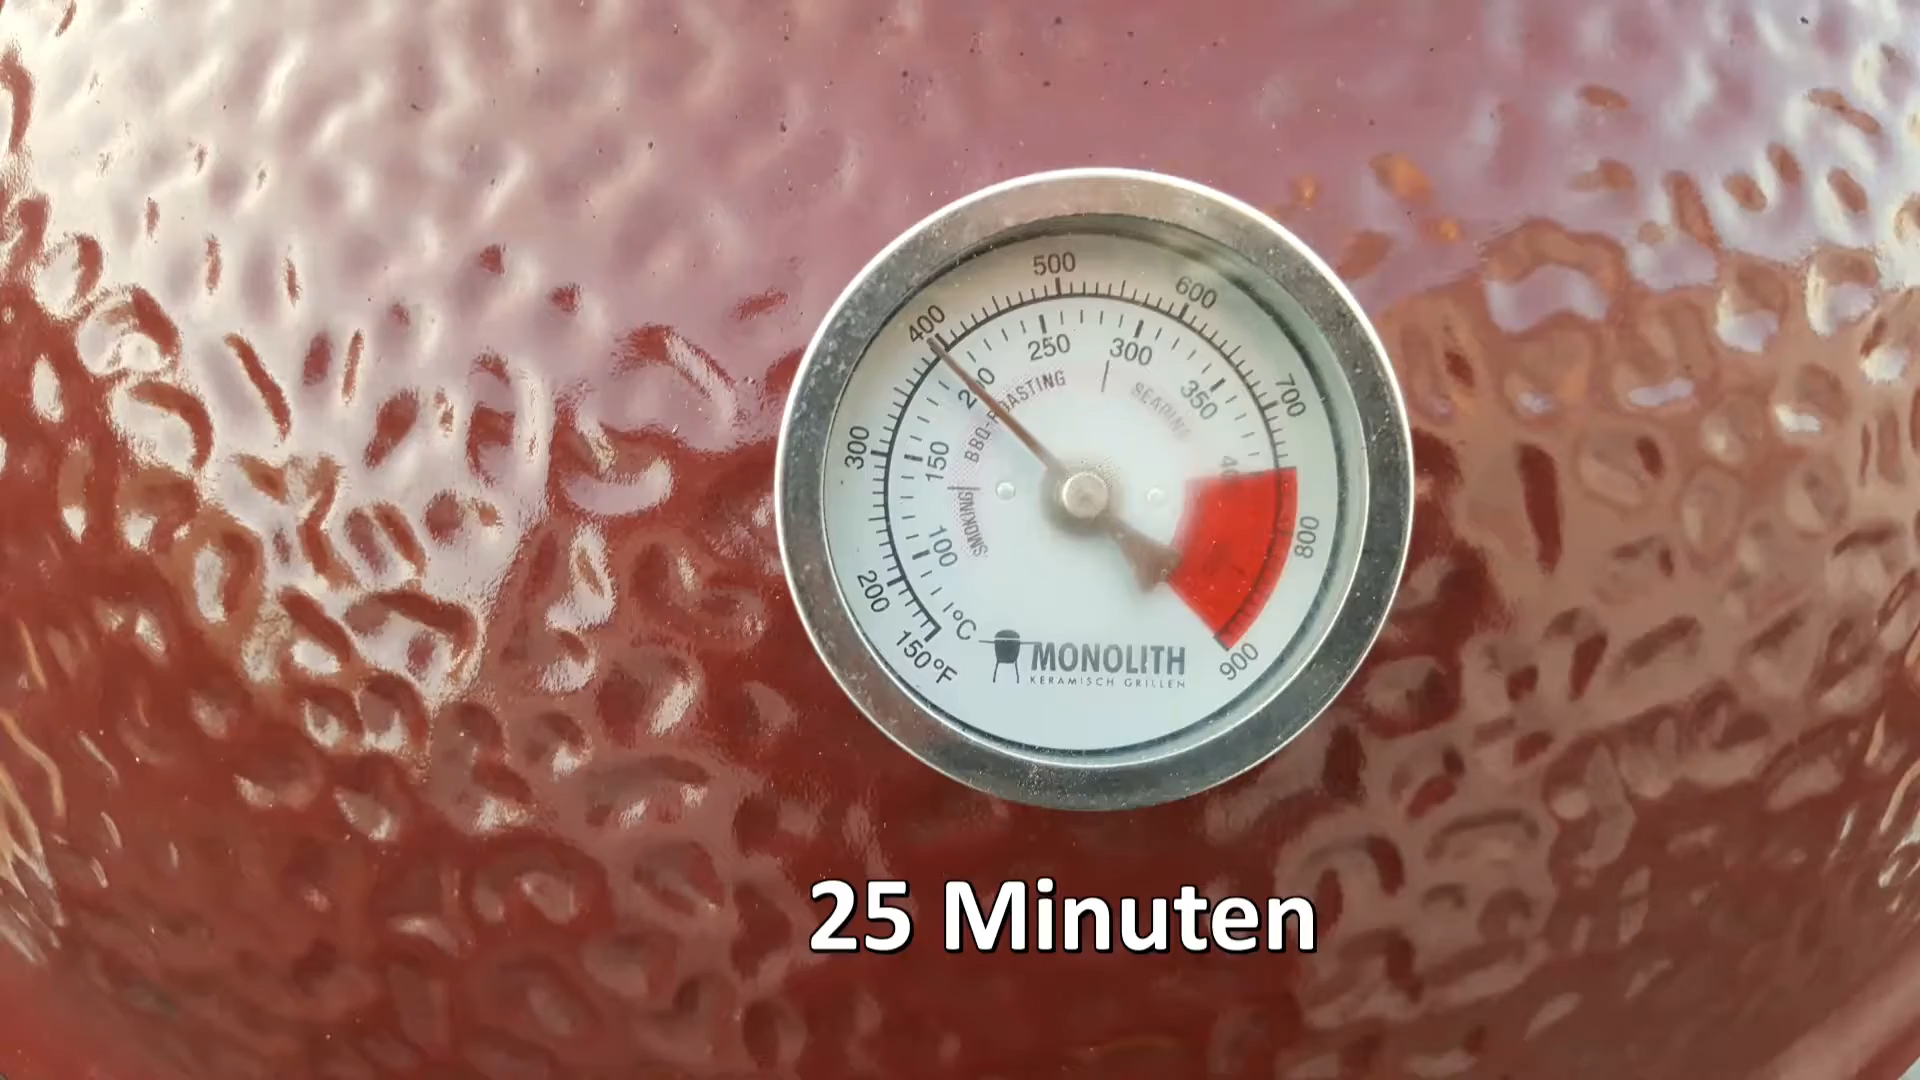 500
600
400
250
300
200
350
700
BBQ-ROASTING
SEARING
300
150
SMOKING
100
800
200
°C
150°F
MONOLITH
KERAMISCH GRILLEN
900
25 Minuten